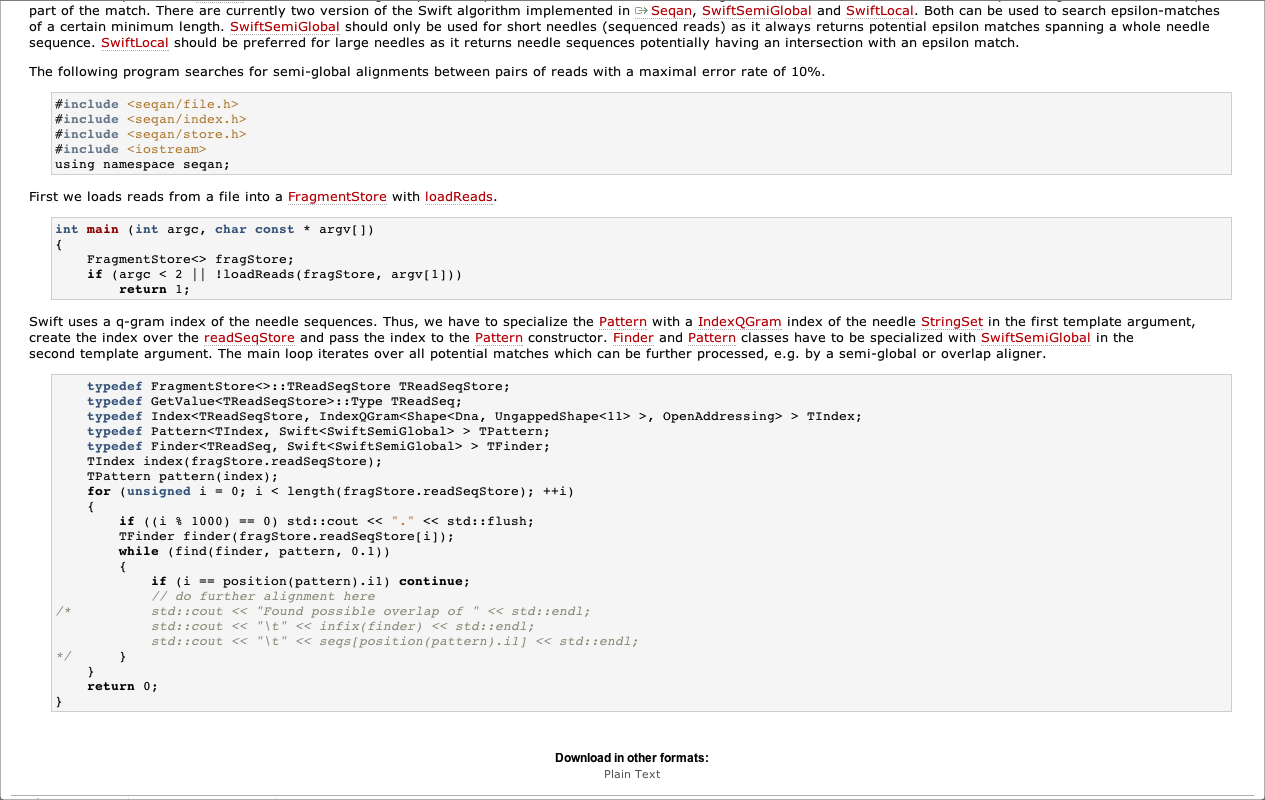 part of the match. There are currently two version of the Swift algorithm implemented in Seqan, SwiftSemiGlobal and SwiftLocal. Both can be used to search epsilon-matches
of a certain minimum length. SwiftSemiGlobal should only be used for short needles (sequenced reads) as it always returns potential epsilon matches spanning a whole needle
sequence. SwiftLocal should be preferred for large needles as it returns needle sequences potentially having an intersection with an epsilon match.
The following program searches for semi-global alignments between pairs of reads with a maximal error rate of 10%.
#include <seqan/file.h>
#include <seqan/index.h>
#include <seqan/store.h>
#include <iostream>
using namespace seqan;
First we loads reads from a file into a FragmentStore with loadReads.
int main (int argc, char const * argv[])
{
    FragmentStore<> fragStore;
    if (argc < 2 || !loadReads(fragStore, argv[1]))
        return 1;
Swift uses a q-gram index of the needle sequences. Thus, we have to specialize the Pattern with a IndexQGram index of the needle StringSet in the first template argument,
create the index over the readSeqStore and pass the index to the Pattern constructor. Finder and Pattern classes have to be specialized with SwiftSemiGlobal in the
second template argument. The main loop iterates over all potential matches which can be further processed, e.g. by a semi-global or overlap aligner.
    typedef FragmentStore<>::TReadSeqStore TReadSeqStore;
    typedef GetValue<TReadSeqStore>::Type TReadSeq;
    typedef Index<TReadSeqStore, IndexQGram<Shape<Dna, UngappedShape<11> >, OpenAddressing> > TIndex;
    typedef Pattern<TIndex, Swift<SwiftSemiGlobal> > TPattern;
    typedef Finder<TReadSeq, Swift<SwiftSemiGlobal> > TFinder;
    TIndex index(fragStore.readSeqStore);
    TPattern pattern(index);
    for (unsigned i = 0; i < length(fragStore.readSeqStore); ++i)
    {
        if ((i % 1000) == 0) std::cout << "." << std::flush;
        TFinder finder(fragStore.readSeqStore[i]);
        while (find(finder, pattern, 0.1))
        {
            if (i == position(pattern).i1) continue;
            // do further alignment here
/*          std::cout << "Found possible overlap of " << std::endl;
            std::cout << "\t" << infix(finder) << std::endl;
            std::cout << "\t" << seqs[position(pattern).i1] << std::endl;
*/      }
    }
    return 0;
}
Download in other formats:
Plain Text